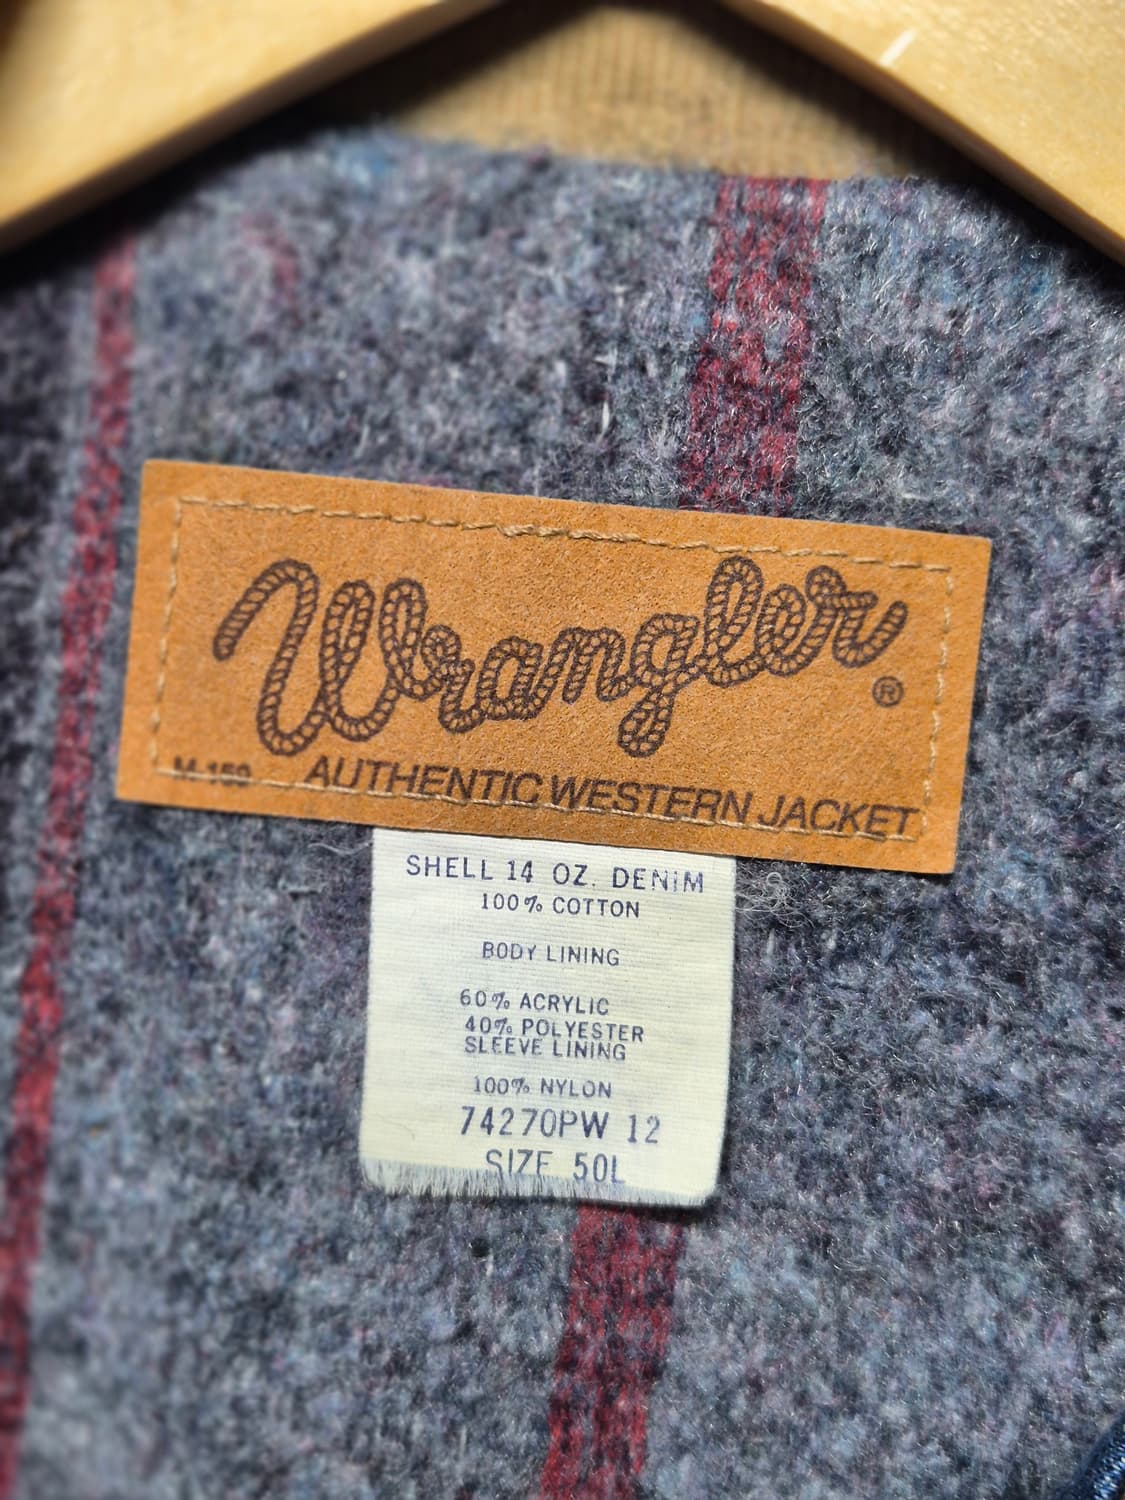 Wrangler
®
M-159 AUTHENTIC WESTERN JACKET
SHELL 14 OZ. DENIM
100% COTTON
BODY LINING
60% ACRYLIC
40% POLYESTER
SLEEVE LINING
100% NYLON
74270PW 12
SIZE 50L